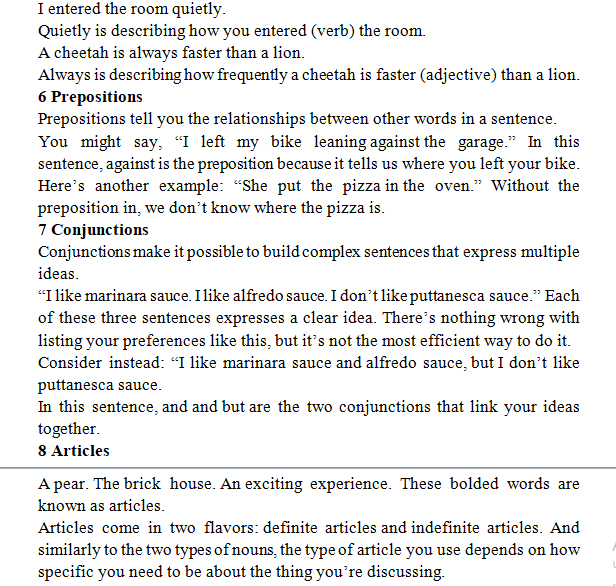 I entered the room quietly.
Quietly is describing how you entered (verb) the room.
A cheetah is always faster than a lion.
Always is describing how frequently a cheetah is faster (adjective) than a lion.
6 Prepositions
Prepositions tell you the relationships between other words in a sentence.
You might say, “I left my bike leaning against the garage.” In this
sentence, against is the preposition because it tells us where you left your bike.
Here’s another example: “She put the pizza in the oven.” Without the
preposition in, we don’t know where the pizza is.
7 Conjunctions
Conjunctions make it possible to build complex sentences that express multiple
ideas.
“I like marinara sauce. I like alfredo sauce. I don’t like puttanesca sauce.” Each
of these three sentences expresses a clear idea. There’s nothing wrong with
listing your preferences like this, but it’s not the most efficient way to do it.
Consider instead: “I like marinara sauce and alfredo sauce, but I don’t like
puttanesca sauce.
In this sentence, and and but are the two conjunctions that link your ideas
together.
8 Articles
A pear. The brick house. An exciting experience. These bolded words are
known as articles.
Articles come in two flavors: definite articles and indefinite articles. And
similarly to the two types of nouns, the type of article you use depends on how
specific you need to be about the thing you’re discussing.